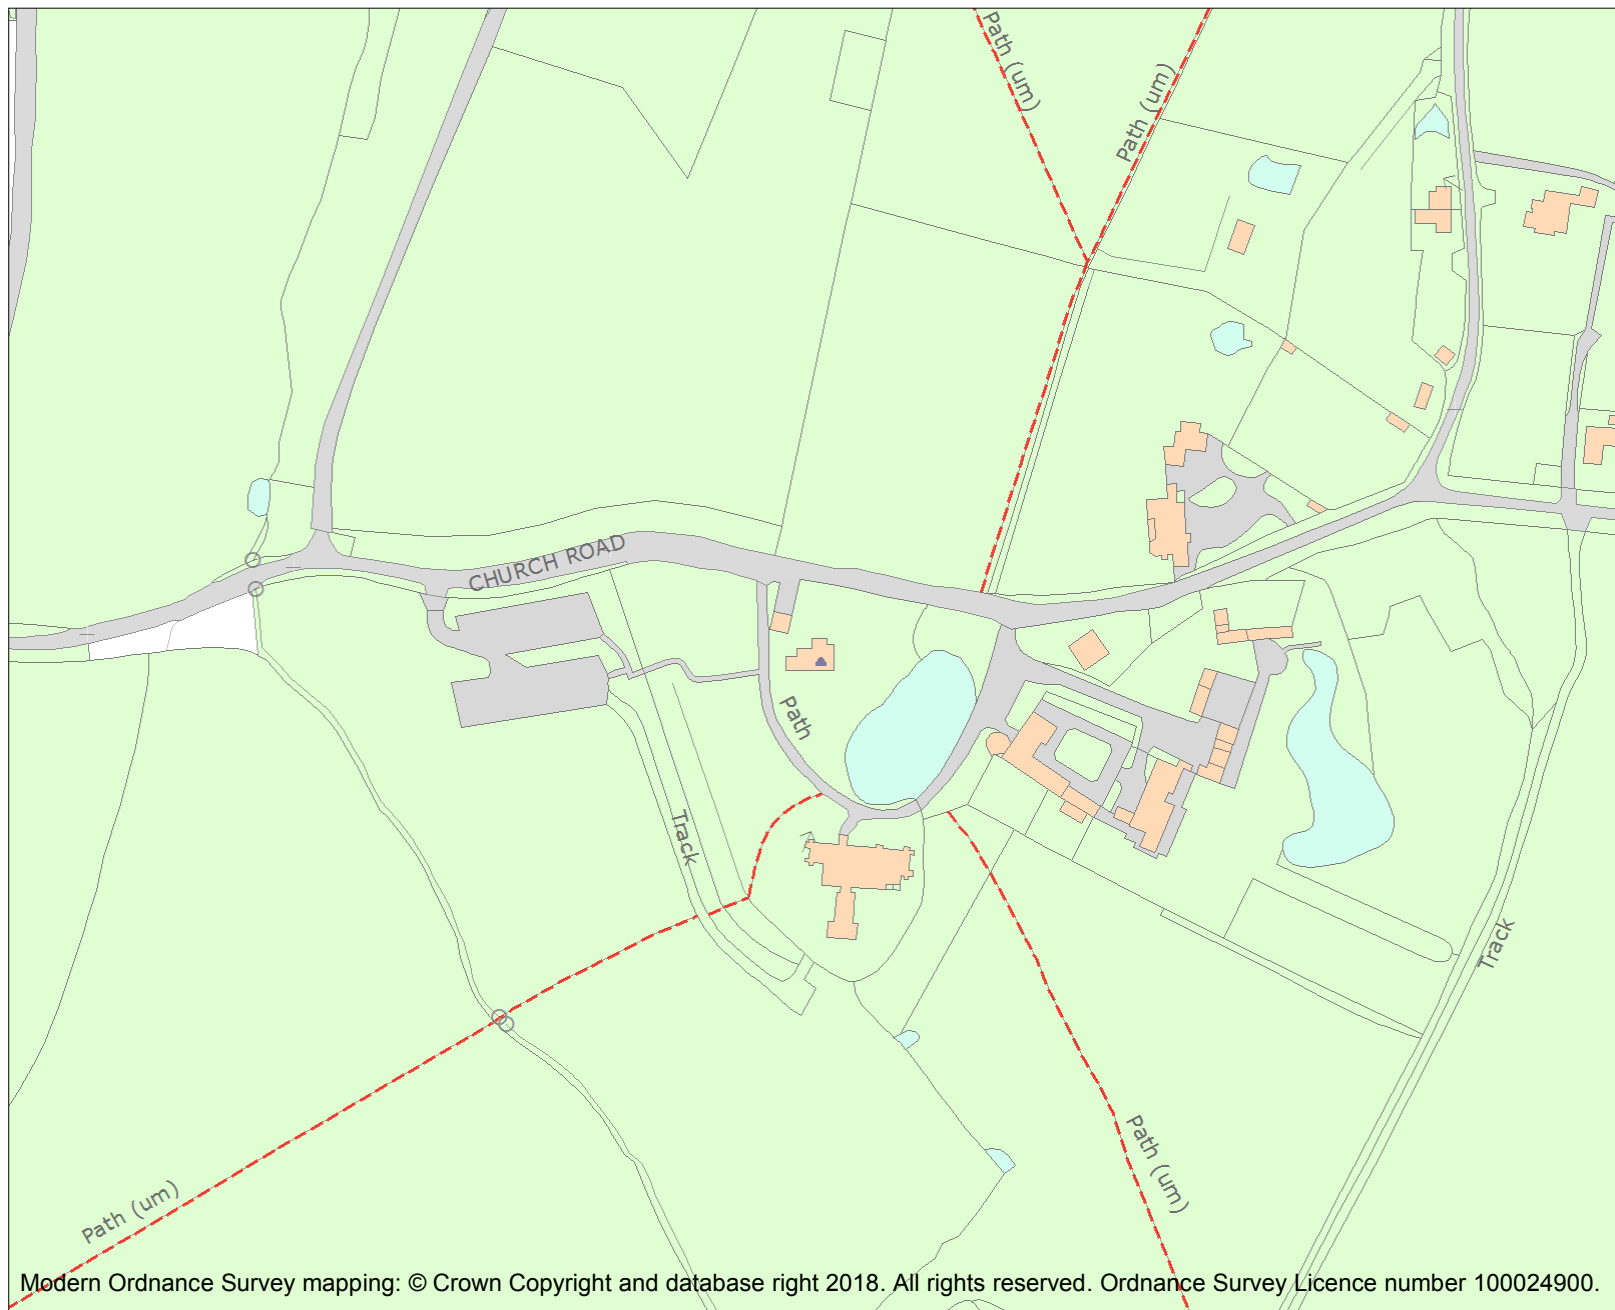 Path (um)
Path (um)
CHURCH ROAD
Path
Track
Track
Path (um)
Path (um)
Modern Ordnance Survey mapping: © Crown Copyright and database right 2018. All rights reserved. Ordnance Survey Licence number 100024900.